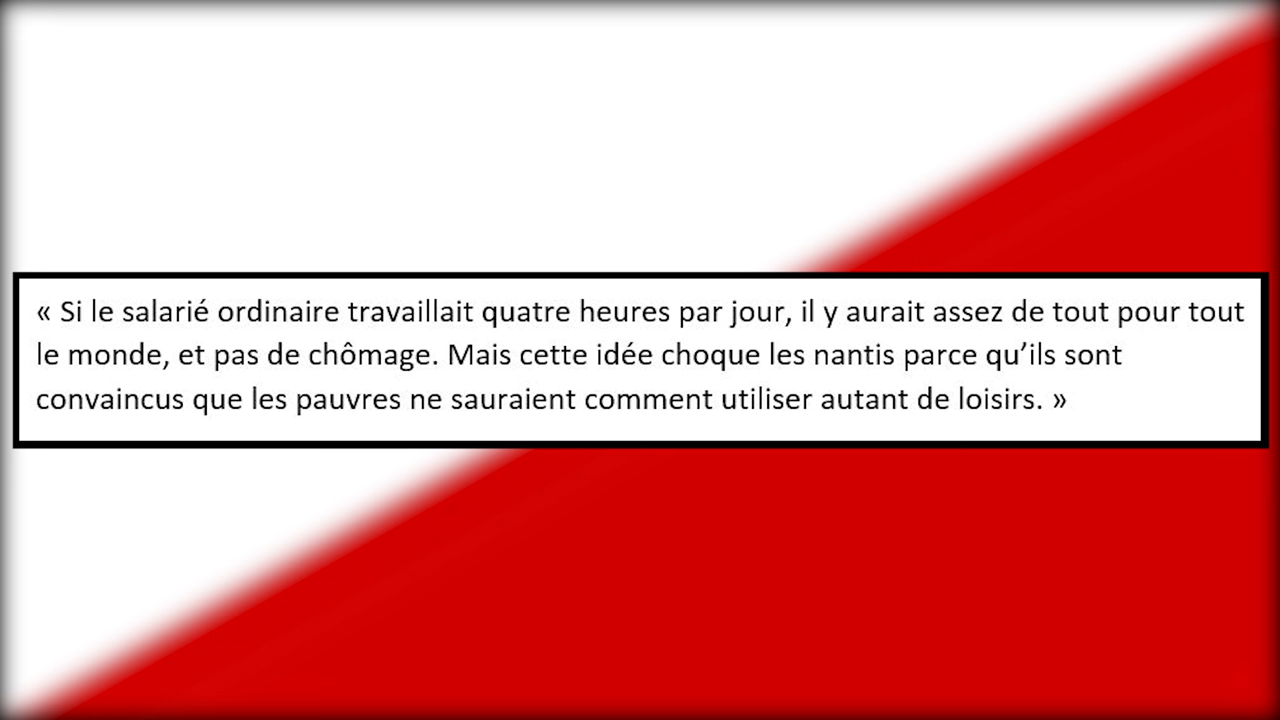 « Si le salarié ordinaire travaillait quatre heures par jour, il y aurait assez de tout pour tout
le monde, et pas de chômage. Mais cette idée choque les nantis parce qu’ils sont
convaincus que les pauvres ne sauraient comment utiliser autant de loisirs. »